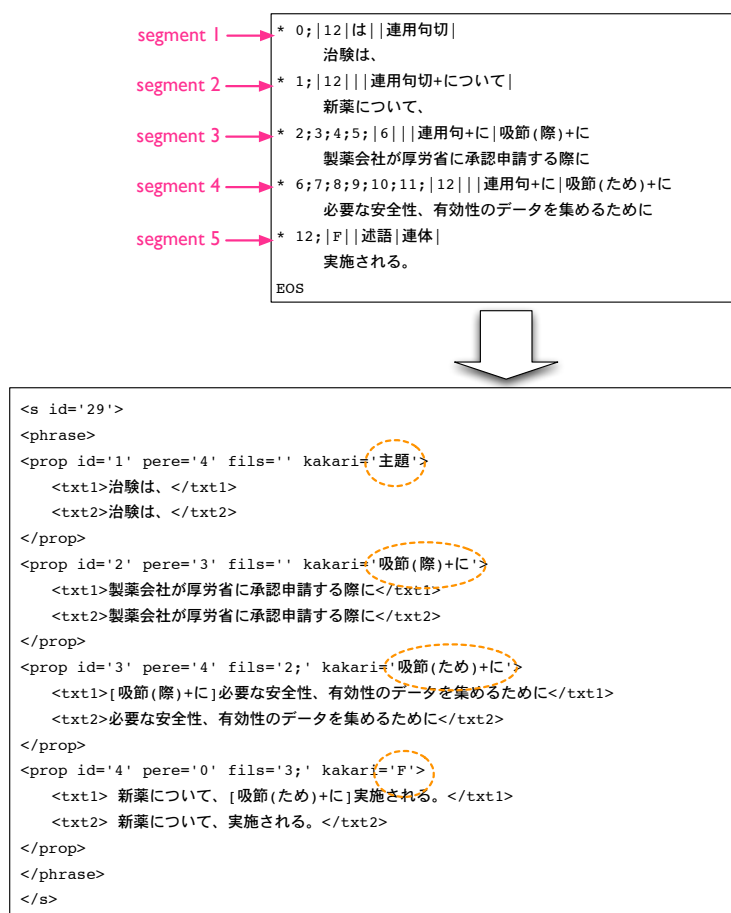 segment 1
* 0;|12|は||連用句切|
治験は、
segment 2
* 1;|12|||連用句切+について|
新薬について、
segment 3
* 2;3;4;5;|6|||連用句+に|吸節(際)+に
製薬会社が厚労省に承認申請する際に
segment 4
* 6;7;8;9;10;11;|12|||連用句+に|吸節(ため)+に
必要な安全性、有効性のデータを集めるために
segment 5
* 12;|F||述語|連体|
実施される。
EOS
<s id='29'>
<phrase>
<prop id='1' pere='4' fils='' kakari='主題'>
<txt1>治験は、</txt1>
<txt2>治験は、</txt2>
</prop>
<prop id='2' pere='3' fils='' kakari='吸節(際)+に'>
<txt1>製薬会社が厚労省に承認申請する際に</txt1>
<txt2>製薬会社が厚労省に承認申請する際に</txt2>
</prop>
<prop id='3' pere='4' fils='2;' kakari='吸節(ため)+に'>
<txt1>[吸節(際)+に]必要な安全性、有効性のデータを集めるために</txt1>
<txt2>必要な安全性、有効性のデータを集めるために</txt2>
</prop>
<prop id='4' pere='0' fils='3;' kakari='F'>
<txt1> 新薬について、[吸節(ため)+に]実施される。</txt1>
<txt2> 新薬について、実施される。</txt2>
</prop>
</phrase>
</s>